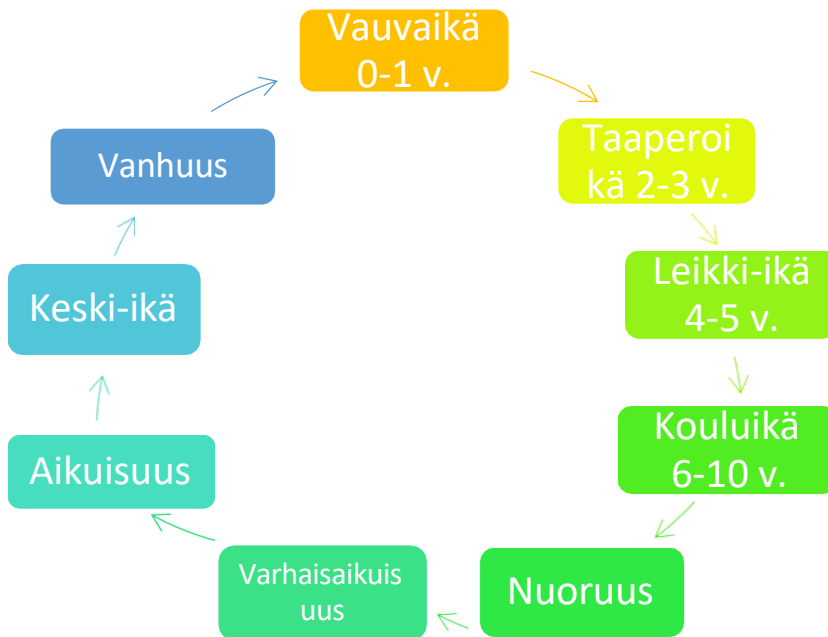 Vauvaikä
0-1 v.
Taaperoi
kä 2-3 v.
Leikki-ikä
4-5 v.
Kouluikä
6-10 v.
Nuoruus
Varhaisaikuis
uus
Aikuisuus
Keski-ikä
Vanhuus